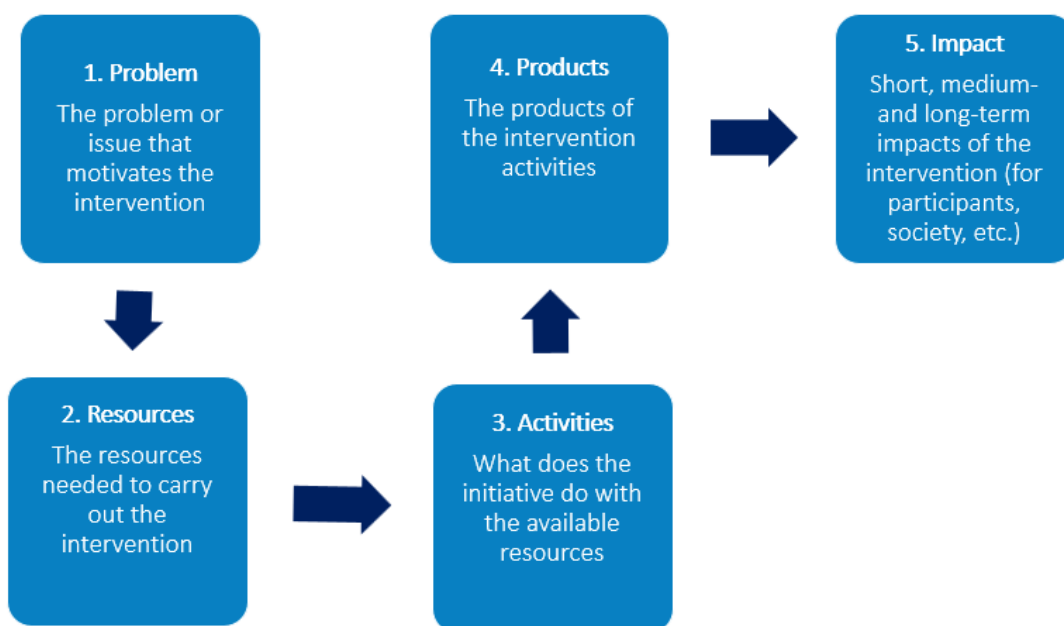 1. Problem
The problem or
issue that
motivates the
intervention
2. Resources
The resources
needed to carry
out the
intervention
3. Activities
What does the
initiative do with
the available
resources
4. Products
The products of
the intervention
activities
5. Impact
Short, medium-
and long-term
impacts of the
intervention (for
participants,
society, etc.)